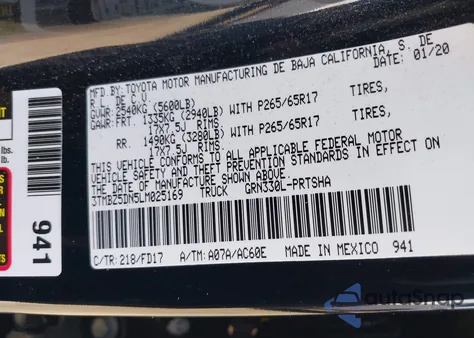 MFD.BY:TOYOTA MOTOR MANUFACTURING DE BAJA CALIFORNIA, S. DE
R. L. DE C. V. DATE: 01/20
GVWR: 2540KG (5600LB)
GAWR: FRT. 1335KG (2940LB) WITH P265/65R17 TIRES,
17X7.5J RIMS
RR. 1490KG (3280LB) WITH P265/65R17 TIRES,
17X7.5J RIMS
THIS VEHICLE CONFORMS TO ALL APPLICABLE FEDERAL MOTOR
VEHICLE SAFETY AND THEFT PREVENTION STANDARDS IN EFFECT ON
THE DATE OF MANUFACTURE SHOWN ABOVE.
3TMBZ5DN5LM025169 TRUCK GRN330L-PRTSHA
C/TR: 218/FD17 A/TM: A07A/AC60E MADE IN MEXICO 941
lbs.
lb.
941
autoSnap